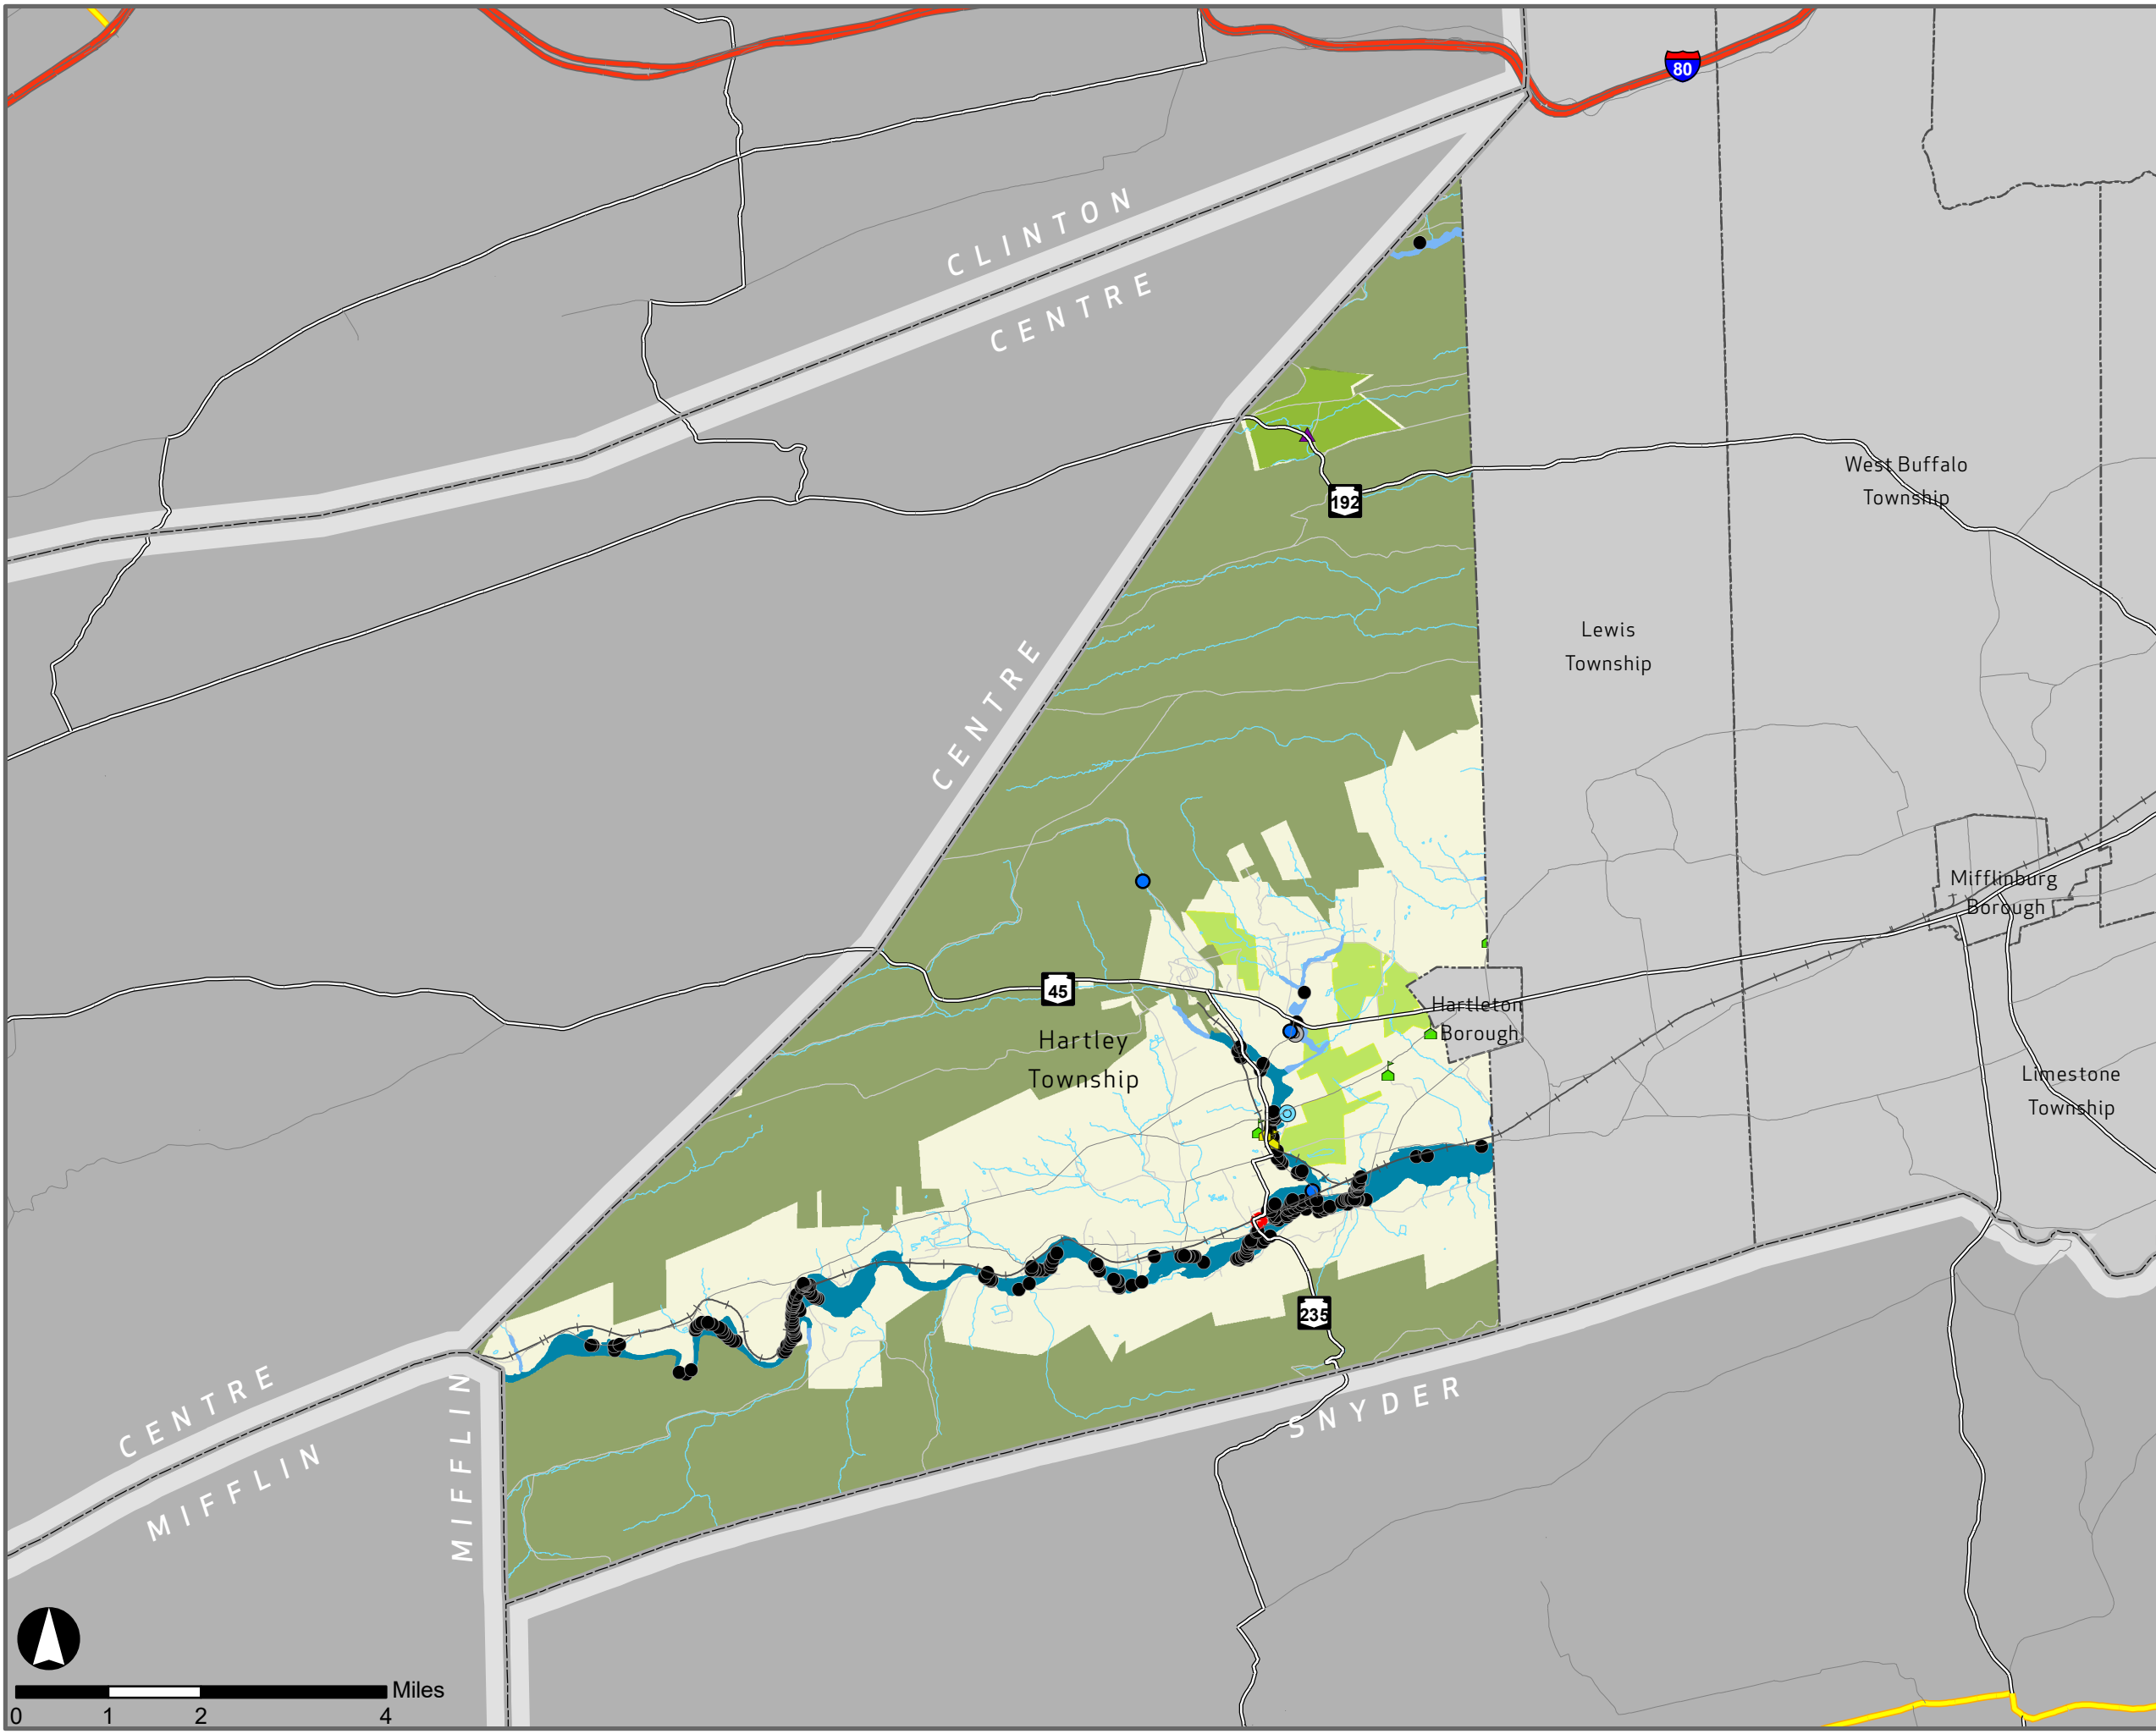 80
CLINTON
CENTRE
192
West Buffalo
Township
Lewis
Township
CENTRE
Mifflinburg
Borough
45
Hartleton
Borough
Hartley
Township
Limestone
Township
235
CENTRE
MIFFLIN
MIFFLIN
SNYDER
Miles
0 1 2 4